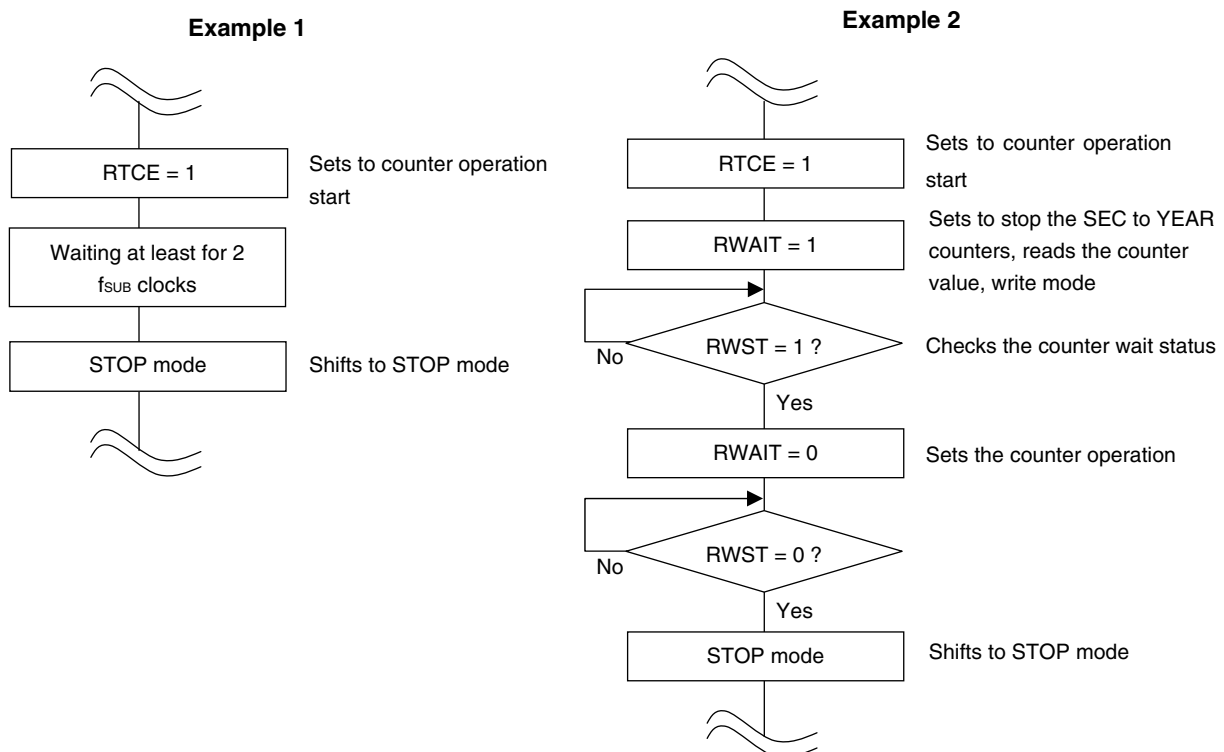 Example 1
RTCE = 1
Sets to counter operation
start
Waiting at least for 2
fSUB clocks
STOP mode
Shifts to STOP mode
Example 2
RTCE = 1
Sets to counter operation
start
RWAIT = 1
Sets to stop the SEC to YEAR
counters, reads the counter
value, write mode
No
RWST = 1 ?
Checks the counter wait status
Yes
RWAIT = 0
Sets the counter operation
No
RWST = 0 ?
Yes
STOP mode
Shifts to STOP mode